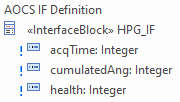 AOCS IF Definition
«InterfaceBlock» HPG_IF
acqTime: Integer
cumulatedAng: Integer
health: Integer